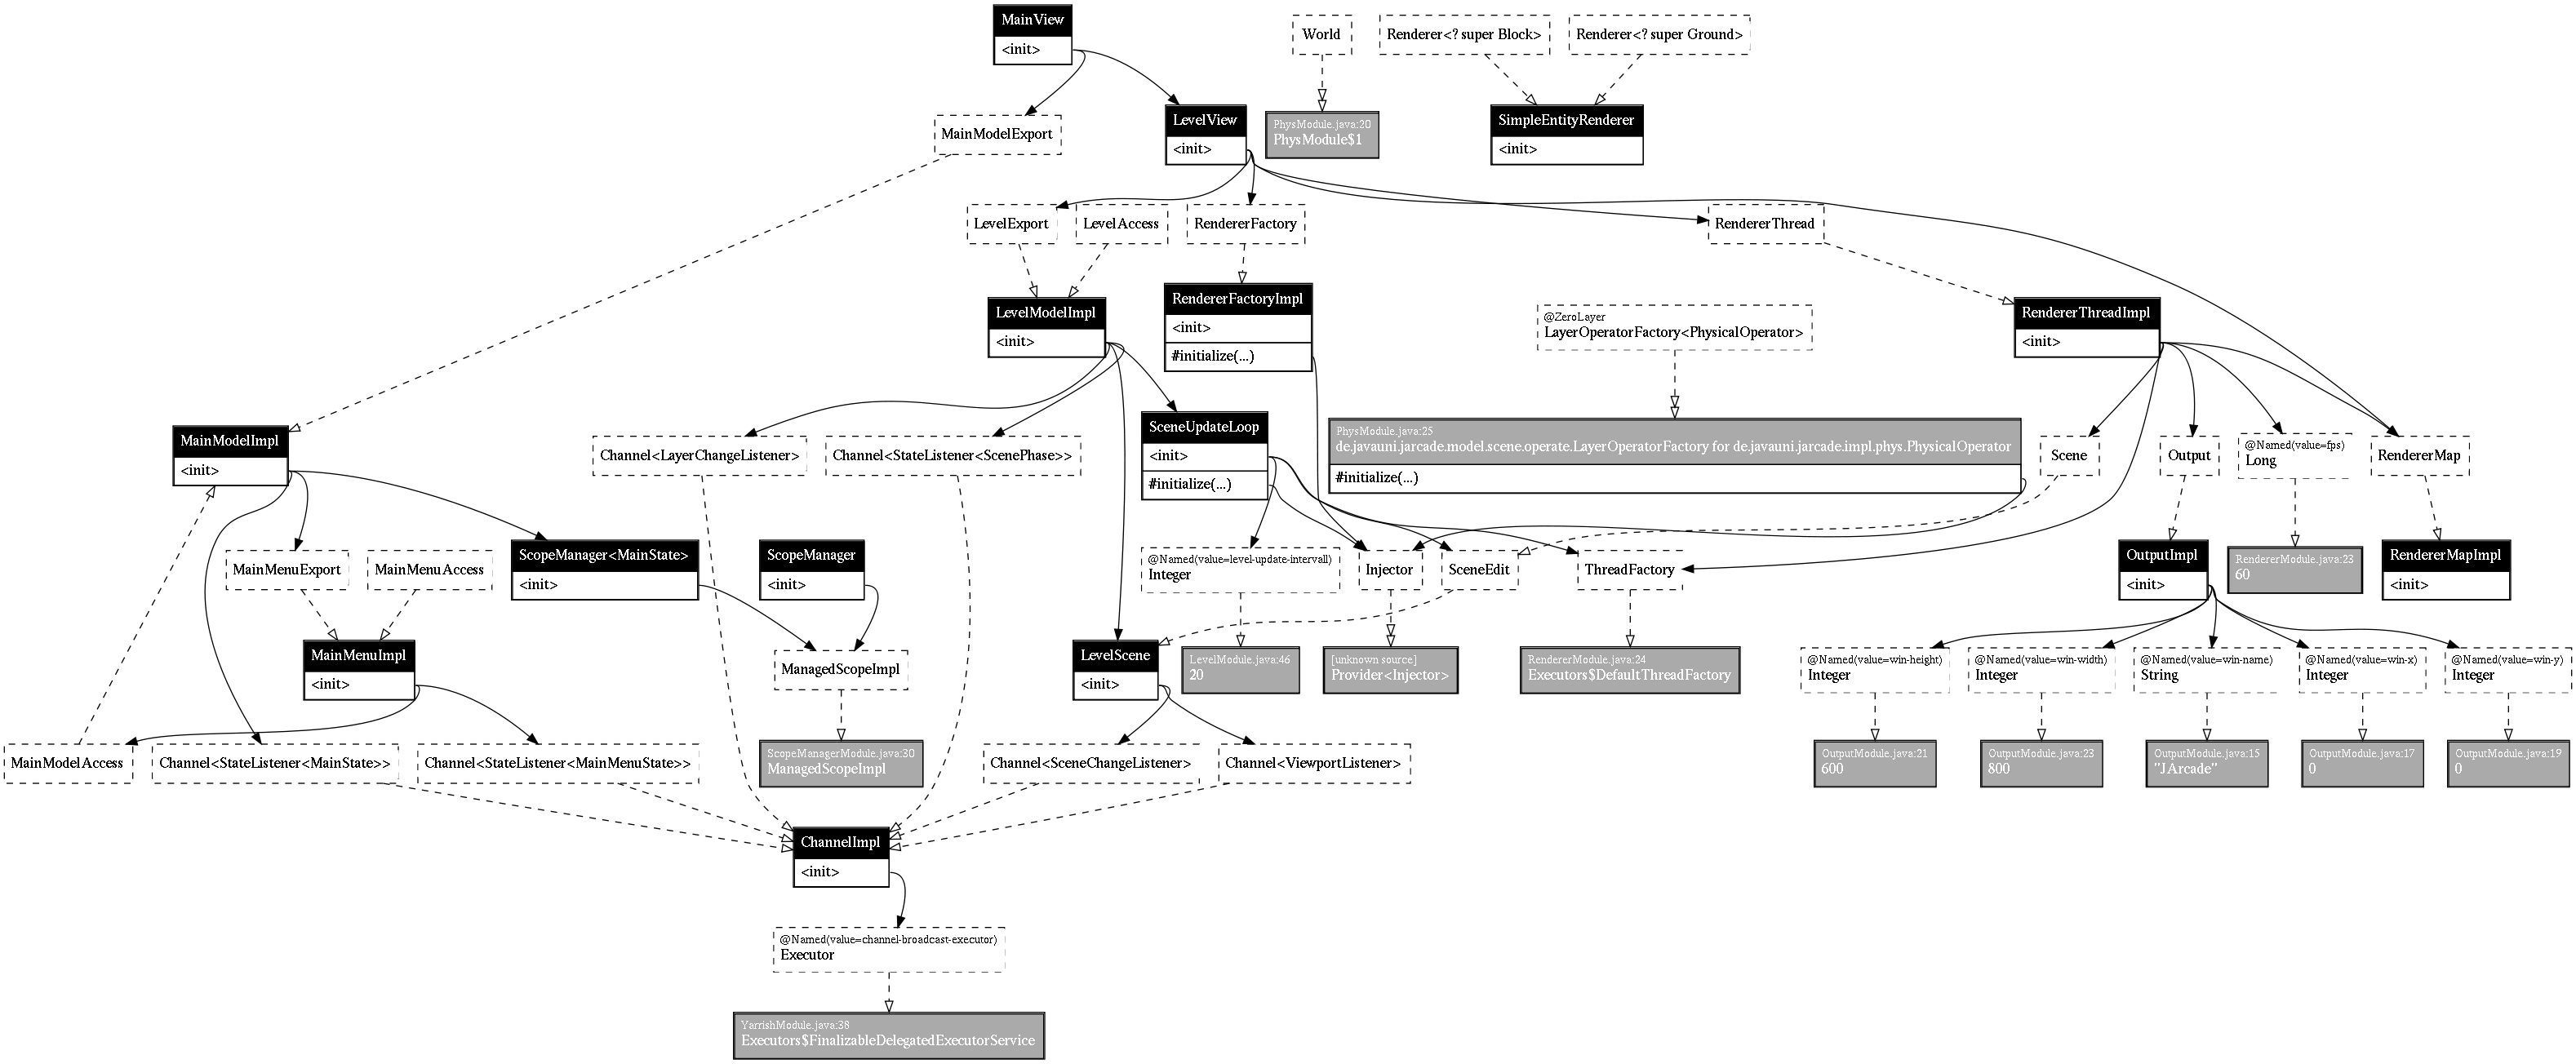 MainView
<init>
World
Renderer<? super Block>
Renderer<? super Ground>
MainModelExport
LevelView
<init>
PhysModule.java:20
PhysModule$1
SimpleEntityRenderer
<init>
LevelExport
LevelAccess
RendererFactory
RendererThread
LevelModelImpl
<init>
RendererFactoryImpl
<init>
#initialize(...)
@ZeroLayer
LayerOperatorFactory<PhysicalOperator>
RendererThreadImpl
<init>
MainModelImpl
<init>
Channel<LayerChangeListener>
Channel<StateListener<ScenePhase>>
SceneUpdateLoop
<init>
#initialize(...)
PhysModule.java:25
de.javauni.jarcade.model.scene.operate.LayerOperatorFactory for de.javauni.jarcade.impl.phys.PhysicalOperator
#initialize(...)
Scene
Output
@Named(value=fps)
Long
RendererMap
MainMenuExport
MainMenuAccess
ScopeManager<MainState>
<init>
ScopeManager
<init>
@Named(value=level-update-intervall)
Integer
Injector
SceneEdit
ThreadFactory
OutputImpl
<init>
RendererModule.java:23
60
RendererMapImpl
<init>
MainMenuImpl
<init>
ManagedScopeImpl
LevelScene
<init>
LevelModule.java:46
20
[unknown source]
Provider<Injector>
RendererModule.java:24
Executors$DefaultThreadFactory
@Named(value=win-height)
Integer
@Named(value=win-width)
Integer
@Named(value=win-name)
String
@Named(value=win-x)
Integer
@Named(value=win-y)
Integer
MainModelAccess
Channel<StateListener<MainState>>
Channel<StateListener<MainMenuState>>
ScopeManagerModule.java:30
ManagedScopeImpl
Channel<SceneChangeListener>
Channel<ViewportListener>
OutputModule.java:21
600
OutputModule.java:23
800
OutputModule.java:15
"JArcade"
OutputModule.java:17
0
OutputModule.java:19
0
ChannelImpl
<init>
@Named(value=channel-broadcast-executor)
Executor
YarrishModule.java:38
Executors$FinalizableDelegatedExecutorService